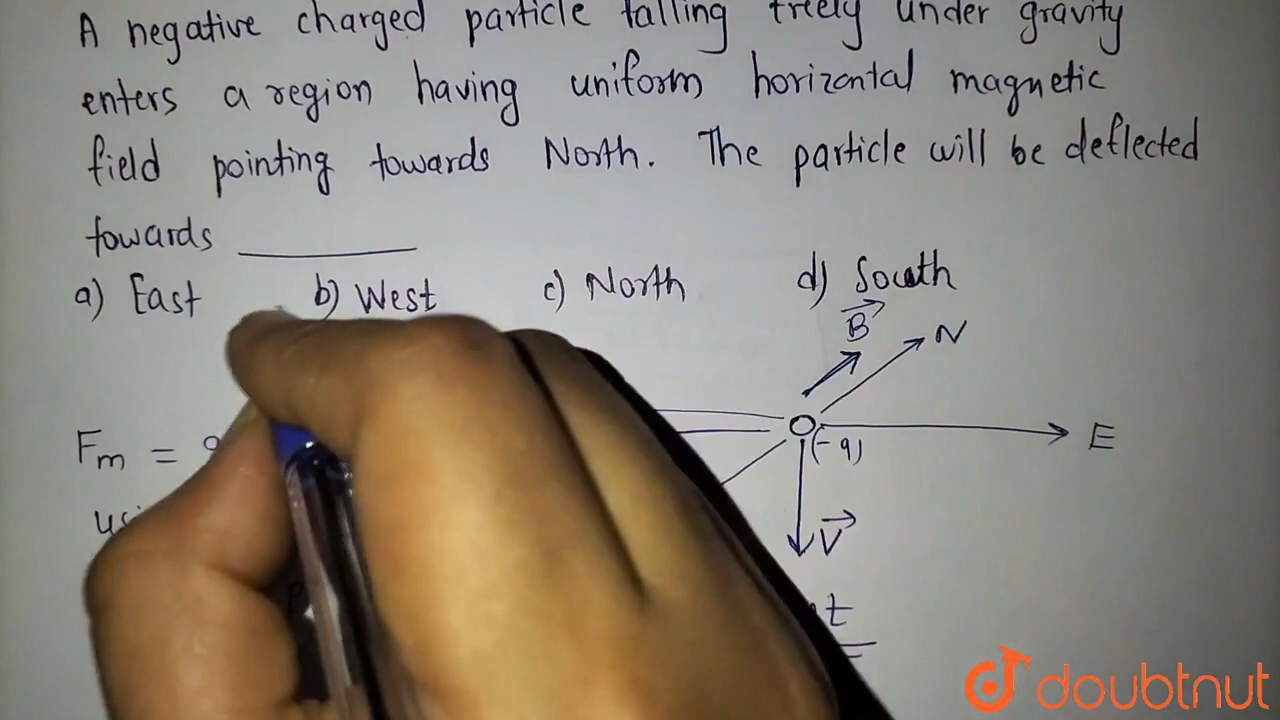 A negative charged particle falling freely under gravity
enters a region having uniform horizontal magnetic
field pointing towards North. The particle will be deflected
towards ________
a) East b) West c) North d) South
B
N
Fm =
(-q)
E
V
doubtnut